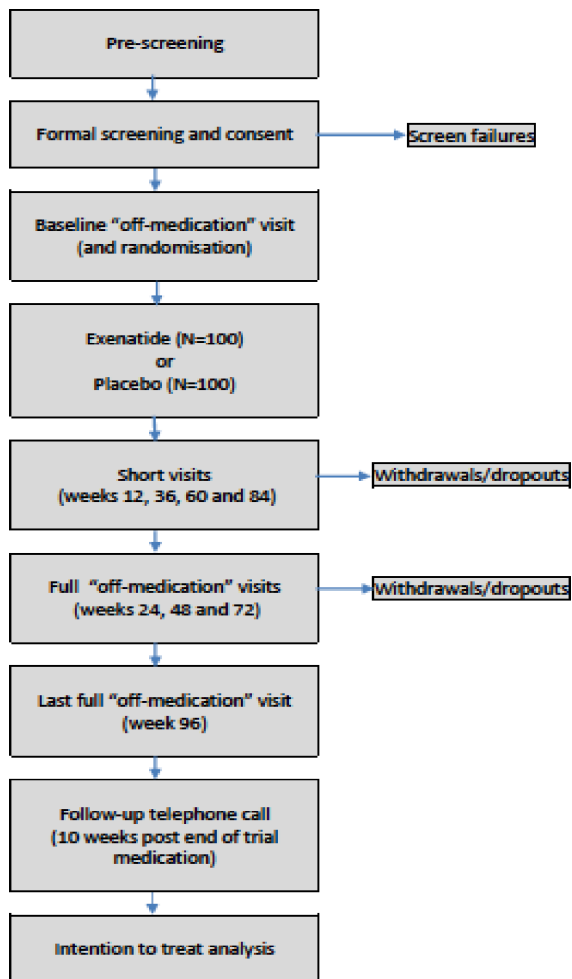 Pre-screening
Formal screening and consent
Screen failures
Baseline “off-medication” visit
(and randomisation)
Exenatide (N=100)
or
Placebo (N=100)
Short visits
(weeks 12, 36, 60 and 84)
Withdrawals/dropouts
Full “off-medication” visits
(weeks 24, 48 and 72)
Withdrawals/dropouts
Last full “off-medication” visit
(week 96)
Follow-up telephone call
(10 weeks post end of trial
medication)
Intention to treat analysis